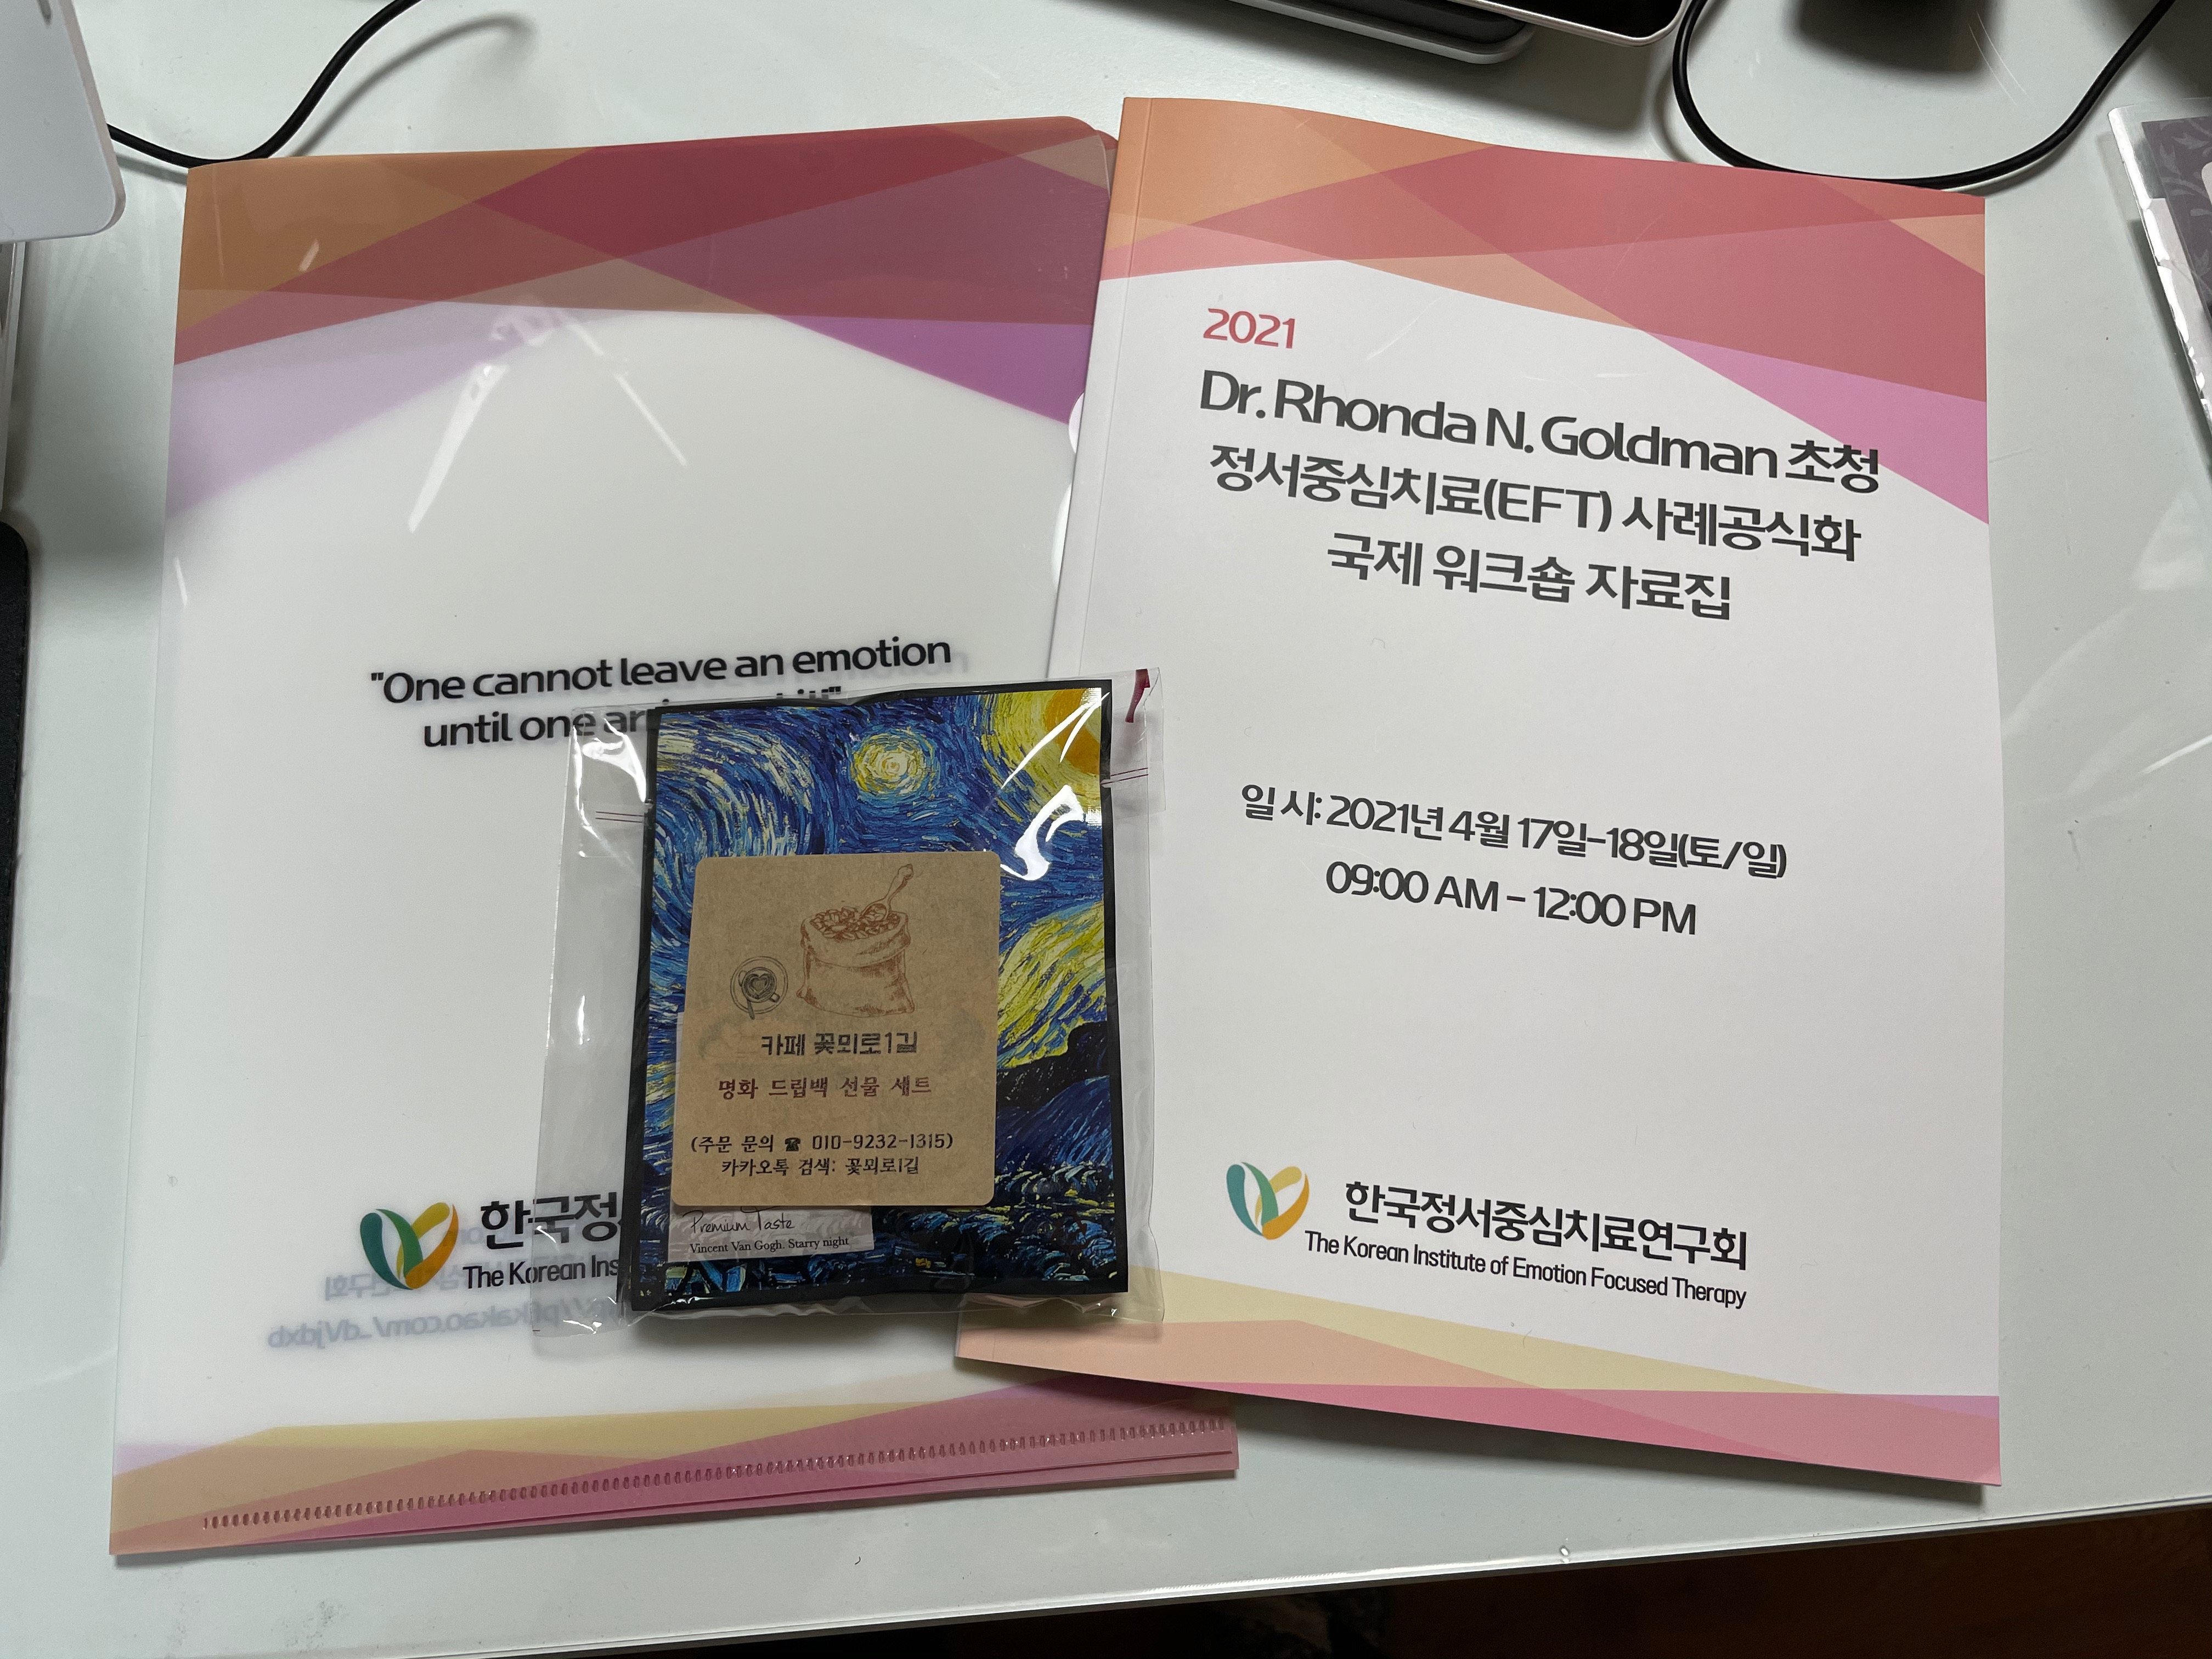 "One cannot leave an emotion
until one
한국정
The Korean Ins
2021
Dr. Rhonda N. Goldman 초청
정서중심치료(EFT) 사례공식화
국제 워크숍 자료집
일 시: 2021년 4월 17일-18일(토/일)
09:00 AM - 12:00 PM
한국정서중심치료연구회
The Korean Institute of Emotion Focused Therapy
카페 꽃뫼로1길
명화 드립백 선물 세트
(주문 문의 ☎ 010-9232-1315)
카카오톡 검색: 꽃뫼로1길
Premium Taste
Vincent Van Gogh. Starry night